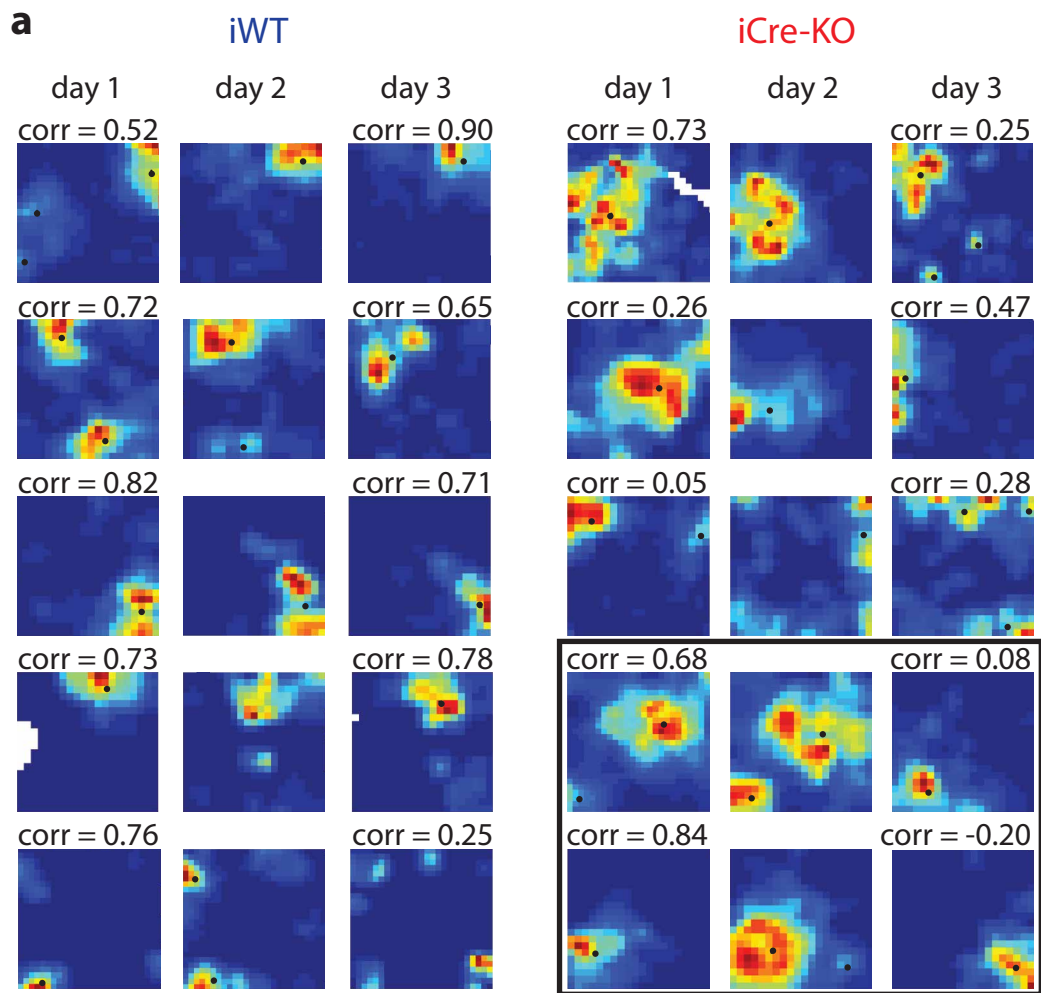 a
iWT iCre-KO
day 1 day 2 day 3 day 1 day 2 day 3
corr = 0.52 corr = 0.90 corr = 0.73 corr = 0.25
corr = 0.72 corr = 0.65 corr = 0.26 corr = 0.47
corr = 0.82 corr = 0.71 corr = 0.05 corr = 0.28
corr = 0.73 corr = 0.78 corr = 0.68 corr = 0.08
corr = 0.76 corr = 0.25 corr = 0.84 corr = -0.20